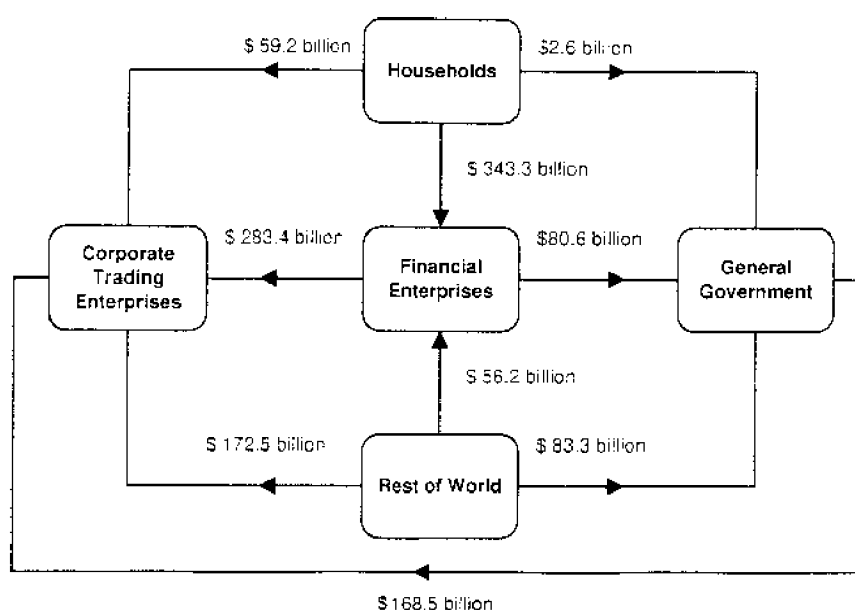 $ 59.2 billion
Households
$2.6 billion
$ 343.3 billion
Corporate
Trading
Enterprises
$ 283.4 billion
Financial
Enterprises
$80.6 billion
General
Government
$ 56.2 billion
$ 172.5 billion
Rest of World
$ 83.3 billion
$ 168.5 billion